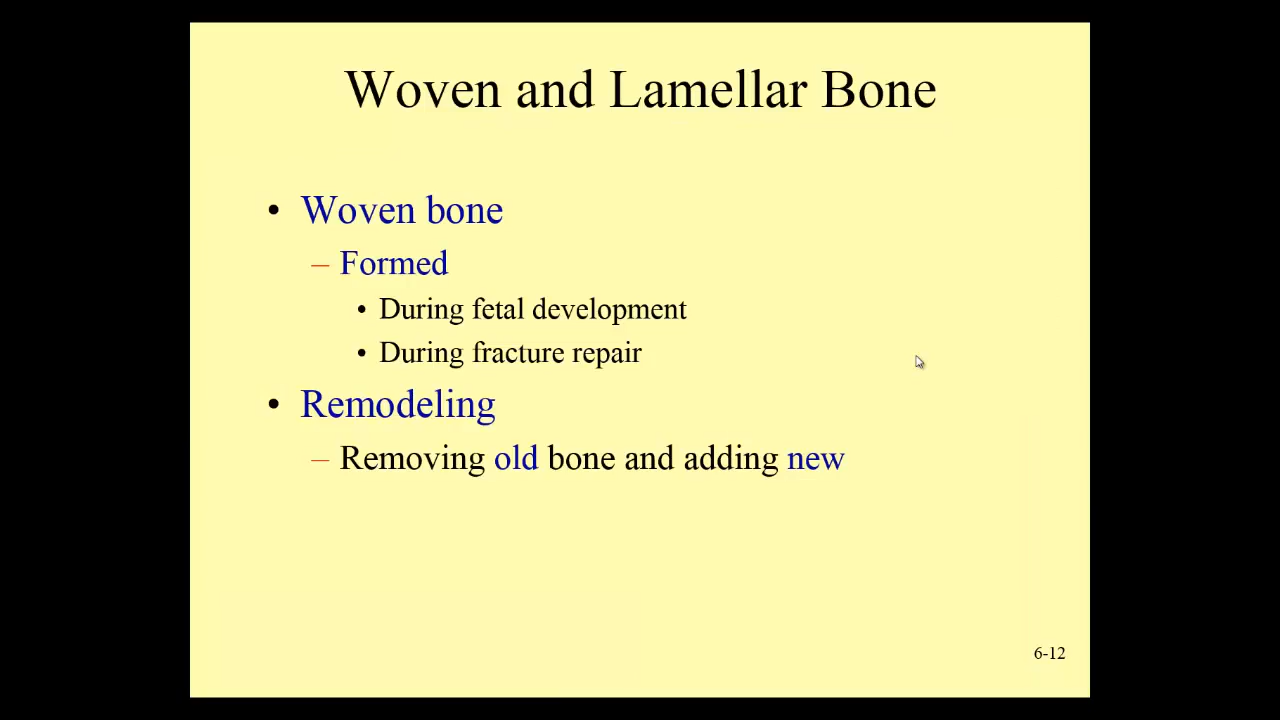 Woven and Lamellar Bone
• Woven bone
– Formed
• During fetal development
• During fracture repair
• Remodeling
– Removing old bone and adding new
6-12